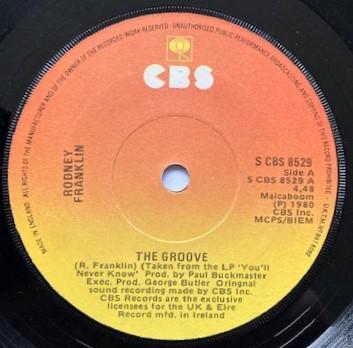 ALL RIGHTS OF THE MANUFACTURER AND OF THE OWNER OF THE RECORDED WORK RESERVED · UNAUTHORISED PUBLIC PERFORMANCE BROADCASTING AND COPYING OF THIS RECORD PROHIBITED
MADE IN ENGLAND
CBS
RODNEY
FRANKLIN
S CBS 8529
Side A
S CBS 8529 A
4,48
Maicaboom
(P) 1980
CBS Inc.
MCPS/BIEM
THE GROOVE
(R. Franklin) (Taken from the LP 'You'll
Never Know' Prod. by Paul Buckmaster
Exec. Prod. George Butler Oringnal
sound recording made by CBS Inc.
CBS Records are the exclusive
licensees for the UK & Eire
Record mfd. in Ireland